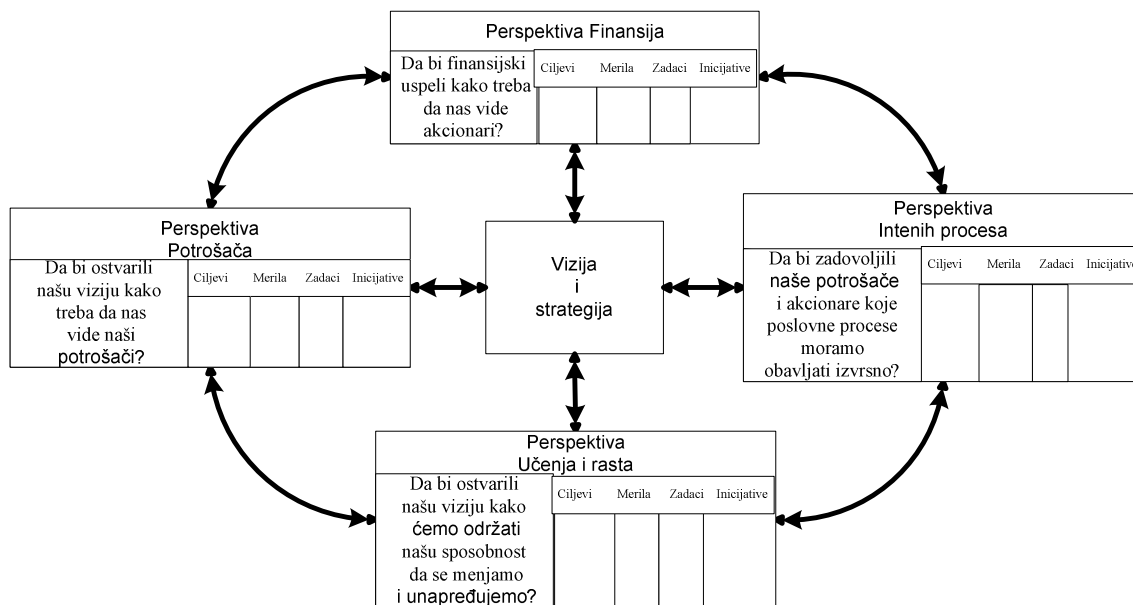 Perspektiva Finansija
Da bi finansijski
uspeli kako treba
da nas vide
akcionari?
Ciljevi Merila Zadaci Inicijative
Perspektiva
Potrošača
Da bi ostvarili
našu viziju kako
treba da nas
vide naši
potrošači?
Ciljevi Merila Zadaci Inicijative
Vizija
i
strategija
Perspektiva
Intenih procesa
Da bi zadovoljili
naše potrošače
i akcionare koje
poslovne procese
moramo
obavljati izvrsno?
Ciljevi Merila Zadaci Inicijative
Perspektiva
Učenja i rasta
Da bi ostvarili
našu viziju kako
ćemo održati
našu sposobnost
da se menjamo
i unapređujemo?
Ciljevi Merila Zadaci Inicijative